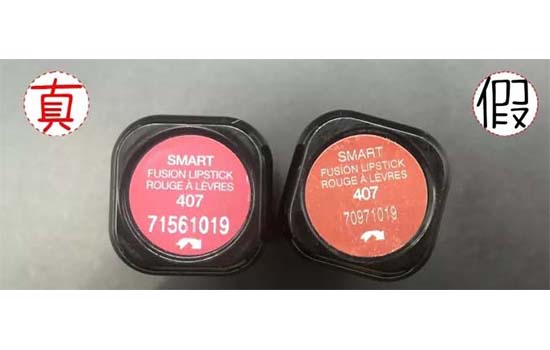 真
SMART
FUSION LIPSTICK
ROUGE À LÈVRES
407
71561019
SMART
FUSION LIPSTICK
ROUGE À LÈVRES
407
70971019
假